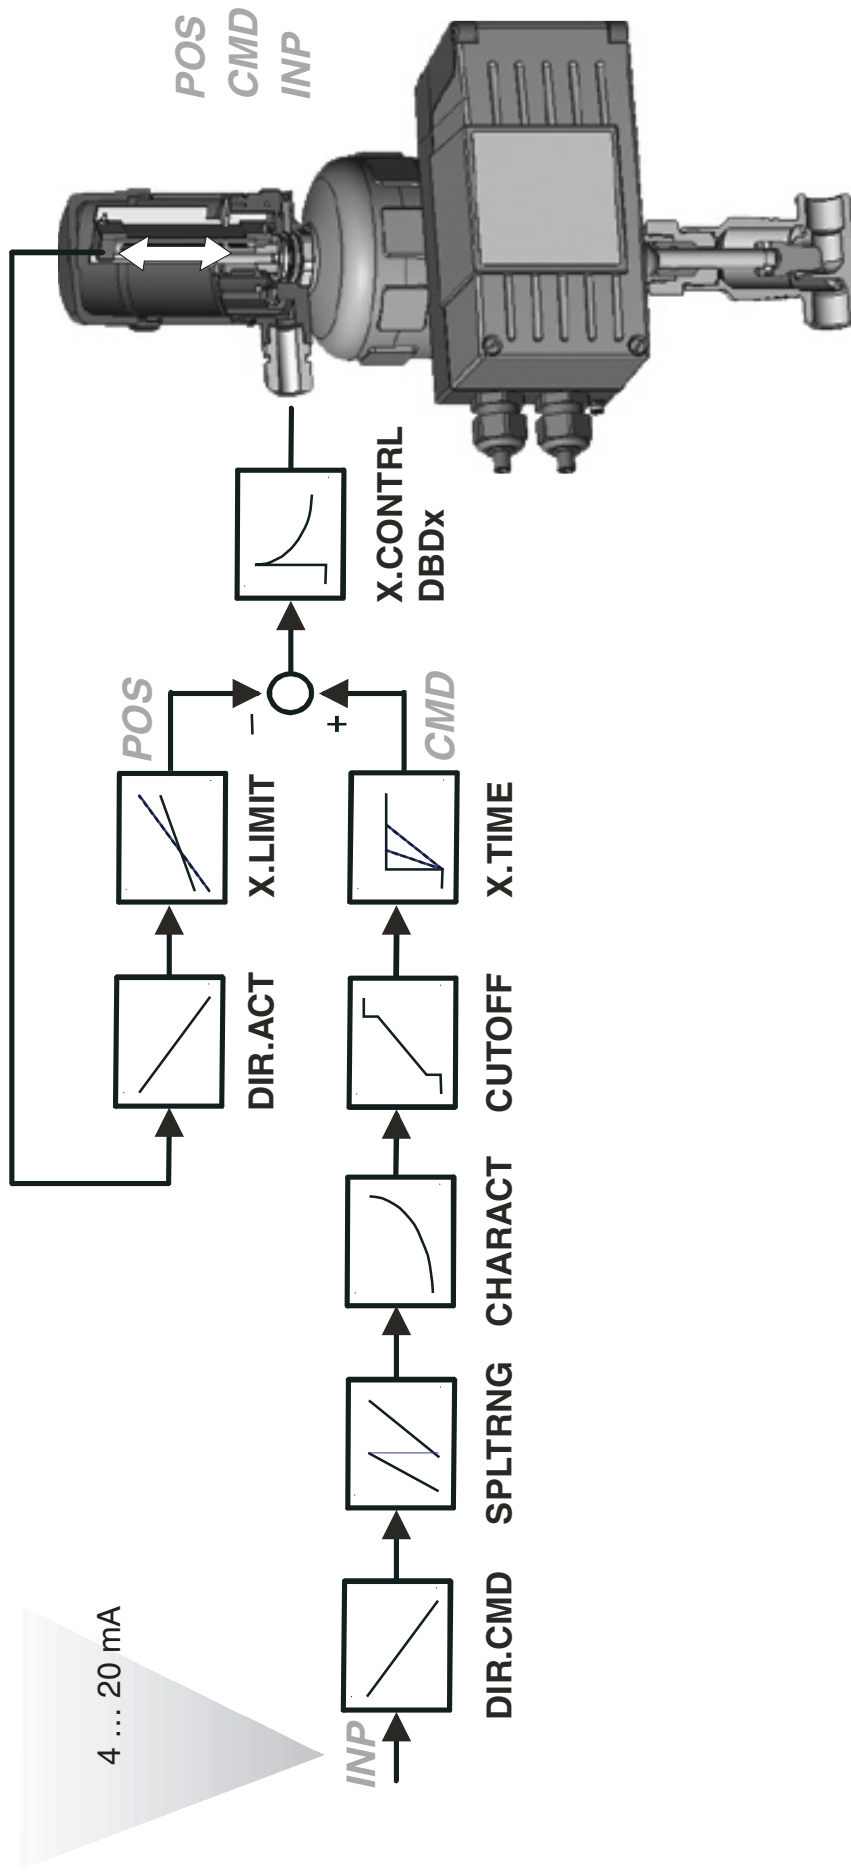 4 ... 20 mA
INP
DIR.CMD
SPLTRNG
CHARACT
CUTOFF
X.TIME
CMD
DIR.ACT
X.LIMIT
POS
–
+
X.CONTRL
DBDx
POS
CMD
INP